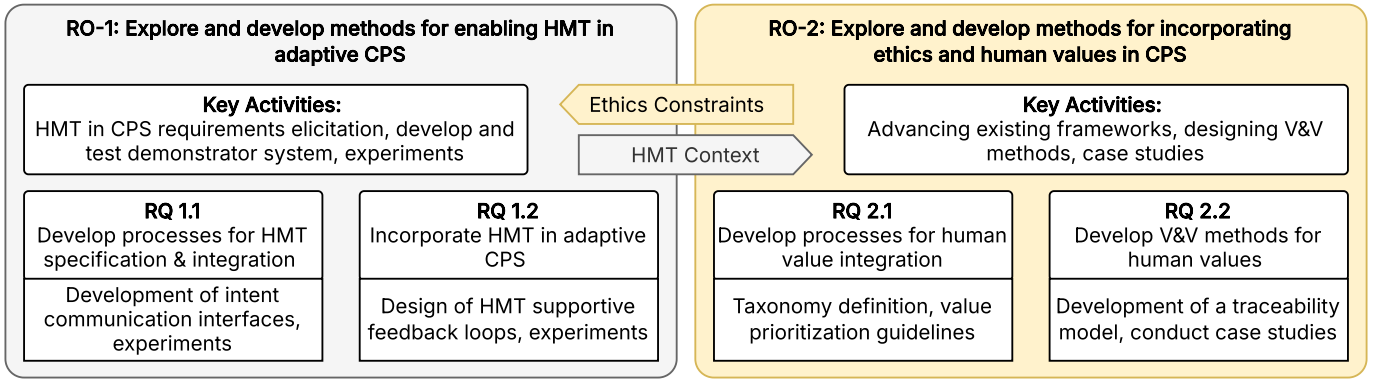 RO-1: Explore and develop methods for enabling HMT in
adaptive CPS
Key Activities:
HMT in CPS requirements elicitation, develop and
test demonstrator system, experiments
RQ 1.1
Develop processes for HMT
specification & integration
Development of intent
communication interfaces,
experiments
RQ 1.2
Incorporate HMT in adaptive
CPS
Design of HMT supportive
feedback loops, experiments
Ethics Constraints
HMT Context
RO-2: Explore and develop methods for incorporating
ethics and human values in CPS
Key Activities:
Advancing existing frameworks, designing V&V
methods, case studies
RQ 2.1
Develop processes for human
value integration
Taxonomy definition, value
prioritization guidelines
RQ 2.2
Develop V&V methods for
human values
Development of a traceability
model, conduct case studies